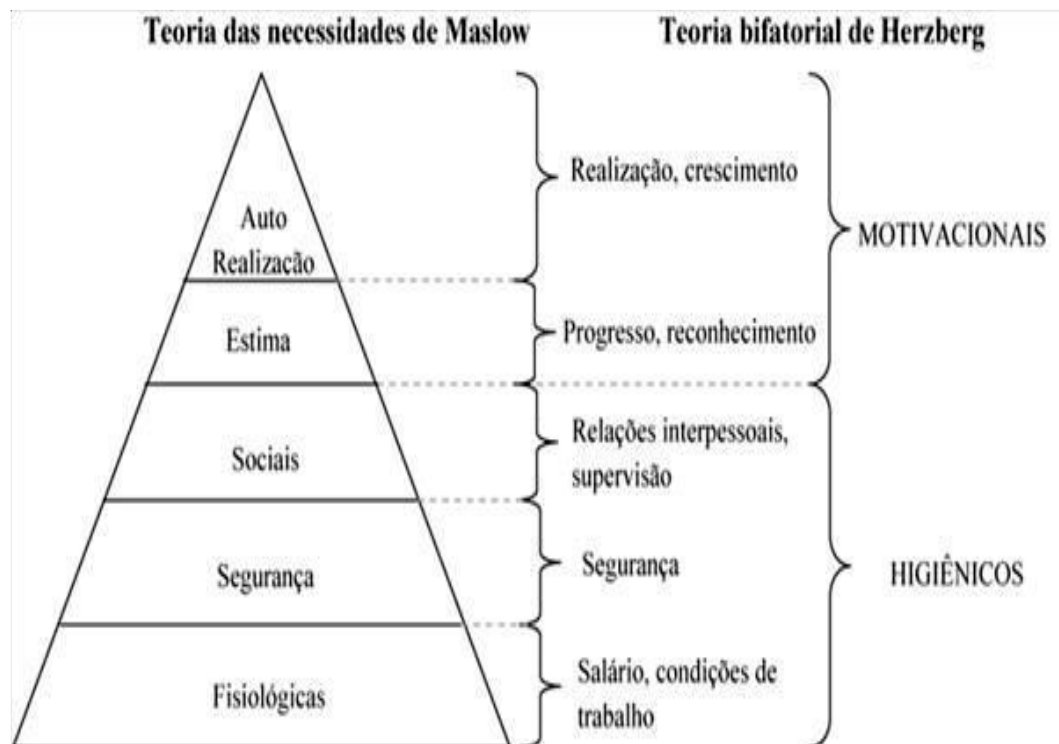 Teoria das necessidades de Maslow
Teoria bifatorial de Herzberg
Auto
Realização
Estima
Sociais
Segurança
Fisiológicas
Realização, crescimento
Progresso, reconhecimento
Relações interpessoais,
supervisão
Segurança
Salário, condições de
trabalho
MOTIVACIONAIS
HIGIÊNICOS